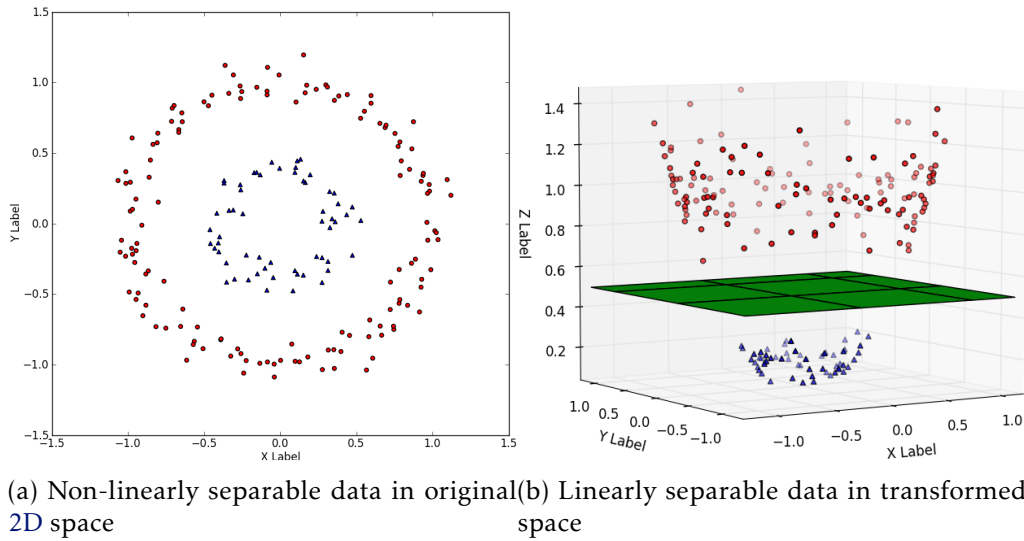 1.5
1.0
0.5
0.0
−0.5
−1.0
−1.5
Y Label
−1.5 −1.0 −0.5 0.0 0.5 1.0 1.5
X Label
1.4
1.2
1.0
0.8
0.6
0.4
0.2
Z Label
1.0 0.5 0.0 −0.5 −1.0
Y Label
−1.0 −0.5 0.0 0.5 1.0
X Label
(a) Non-linearly separable data in original
2D space
(b) Linearly separable data in transformed
space